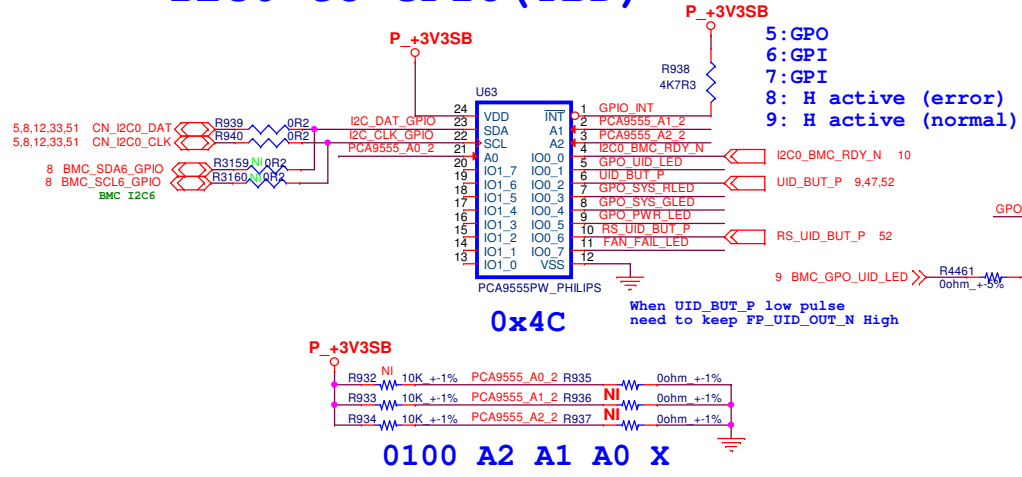 P_+3V3SB
P_+3V3SB
5:GPO
6:GPI
7:GPI
8: H active (error)
9: H active (normal)
R938
4K7R3
U63
24 VDD INT 1 GPIO_INT
5,8,12,33,51 CN_I2C0_DAT R939 0R2 I2C_DAT_GPIO 23 SDA A1 2 PCA9555_A1_2
5,8,12,33,51 CN_I2C0_CLK R940 0R2 I2C_CLK_GPIO 22 SCL A2 3 PCA9555_A2_2
PCA9555_A0_2 21 A0 IO0_0 4 I2C0_BMC_RDY_N I2C0_BMC_RDY_N 10
8 BMC_SDA6_GPIO R3159 NI 0R2 20 IO1_7 IO0_1 5 GPO_UID_LED
8 BMC_SCL6_GPIO R3160 NI 0R2 19 IO1_6 IO0_2 6 UID_BUT_P UID_BUT_P 9,47,52
BMC I2C6
18 IO1_5 IO0_3 7 GPO_SYS_RLED
17 IO1_4 IO0_4 8 GPO_SYS_GLED
GPO
16 IO1_3 IO0_5 9 GPO_PWR_LED
15 IO1_2 IO0_6 10 RS_UID_BUT_P RS_UID_BUT_P 52
14 IO1_1 IO0_7 11 FAN_FAIL_LED
13 IO1_0 VSS 12
9 BMC_GPO_UID_LED R4461
0ohm_+-5%
PCA9555PW_PHILIPS
0x4C
When UID_BUT_P low pulse
need to keep FP_UID_OUT_N High
P_+3V3SB
R932 NI 10K_+-1% PCA9555_A0_2 R935 0ohm_+-1%
R933 10K_+-1% PCA9555_A1_2 R936 NI 0ohm_+-1%
R934 10K_+-1% PCA9555_A2_2 R937 NI 0ohm_+-1%
0100 A2 A1 A0 X